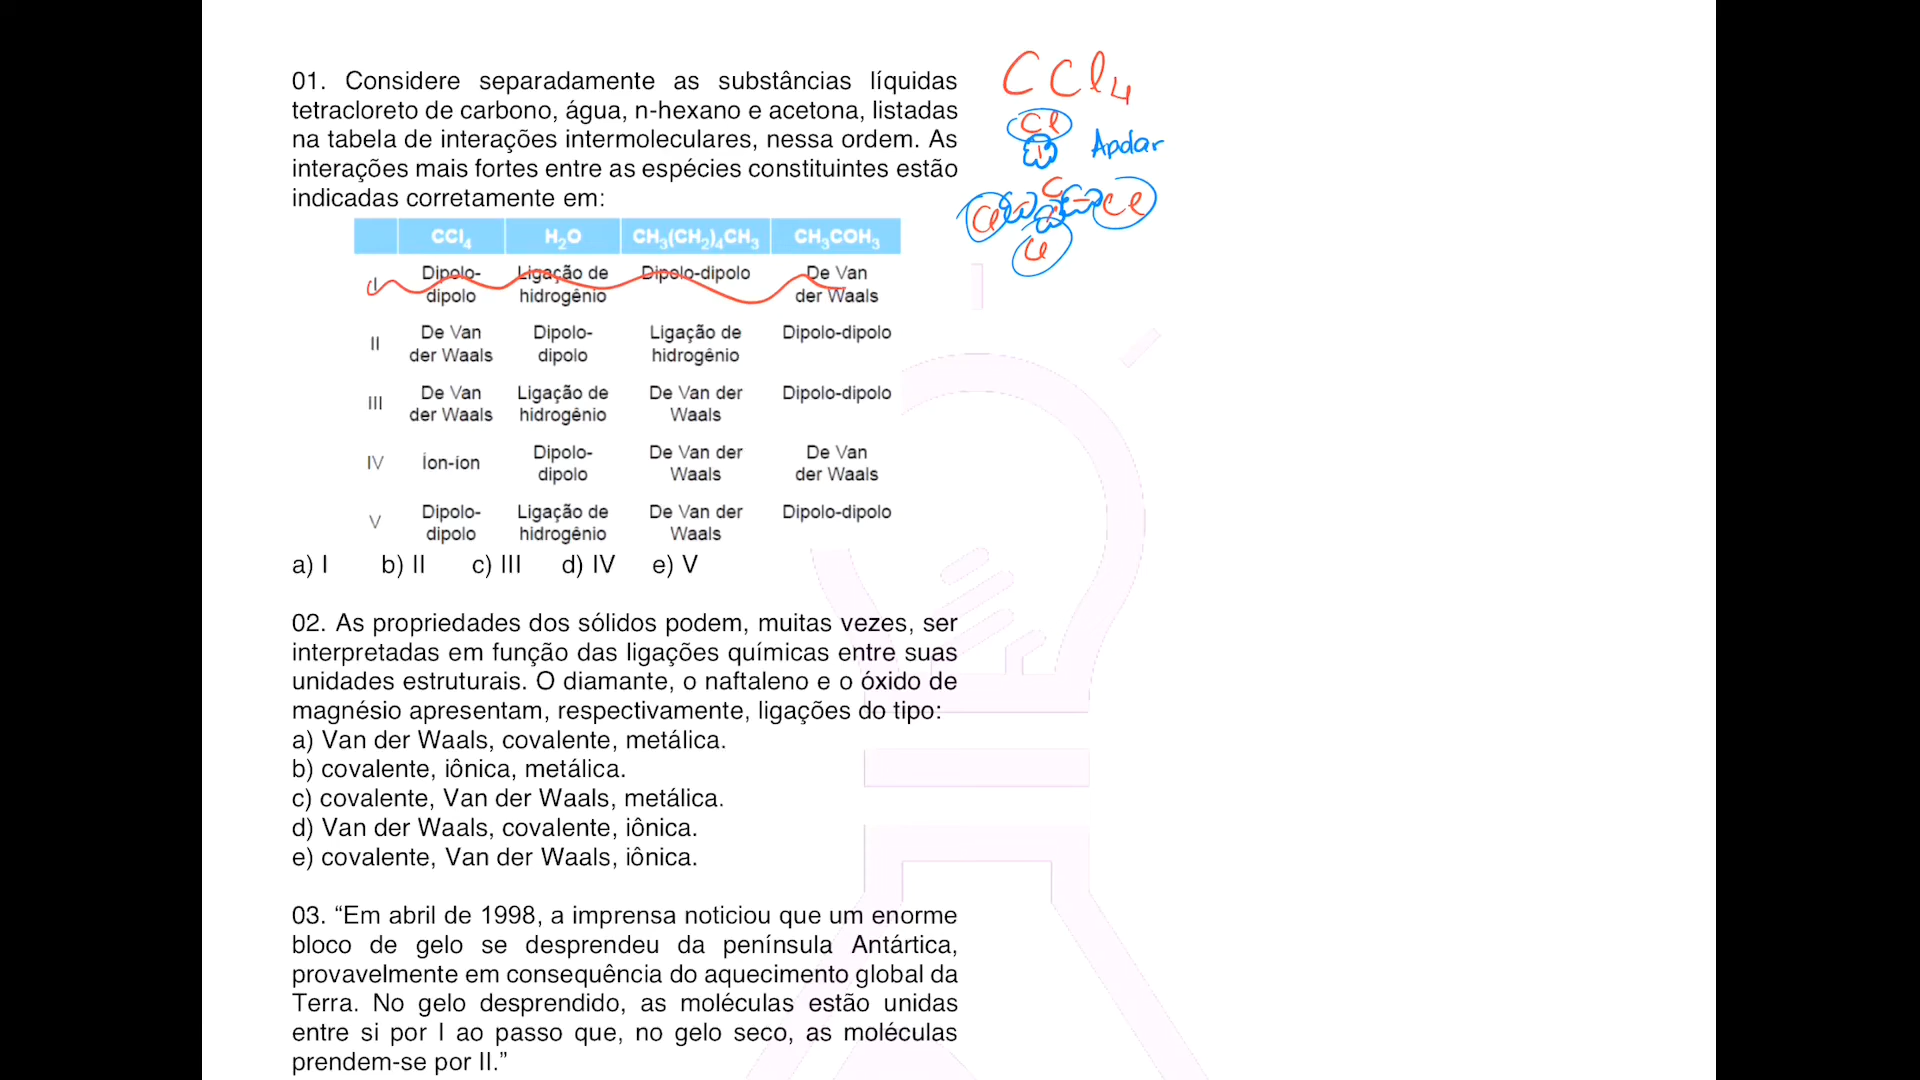 01. Considere separadamente as substâncias líquidas
tetracloreto de carbono, água, n-hexano e acetona, listadas
na tabela de interações intermoleculares, nessa ordem. As
interações mais fortes entre as espécies constituintes estão
indicadas corretamente em:
CCl₄ H₂O CH₃(CH₂)₄CH₃ CH₃COH₃
I Dipolo-dipolo Ligação de hidrogênio Dipolo-dipolo De Van der Waals
II De Van der Waals Dipolo-dipolo Ligação de hidrogênio Dipolo-dipolo
III De Van der Waals Ligação de hidrogênio De Van der Waals Dipolo-dipolo
IV Íon-íon Dipolo-dipolo De Van der Waals De Van der Waals
V Dipolo-dipolo Ligação de hidrogênio De Van der Waals Dipolo-dipolo
a) I b) II c) III d) IV e) V
02. As propriedades dos sólidos podem, muitas vezes, ser
interpretadas em função das ligações químicas entre suas
unidades estruturais. O diamante, o naftaleno e o óxido de
magnésio apresentam, respectivamente, ligações do tipo:
a) Van der Waals, covalente, metálica.
b) covalente, iônica, metálica.
c) covalente, Van der Waals, metálica.
d) Van der Waals, covalente, iônica.
e) covalente, Van der Waals, iônica.
03. “Em abril de 1998, a imprensa noticiou que um enorme
bloco de gelo se desprendeu da península Antártica,
provavelmente em consequência do aquecimento global da
Terra. No gelo desprendido, as moléculas estão unidas
entre si por I ao passo que, no gelo seco, as moléculas
prendem-se por II.”
CCl4
Cl
Apolar
C
Cl Cl
Cl